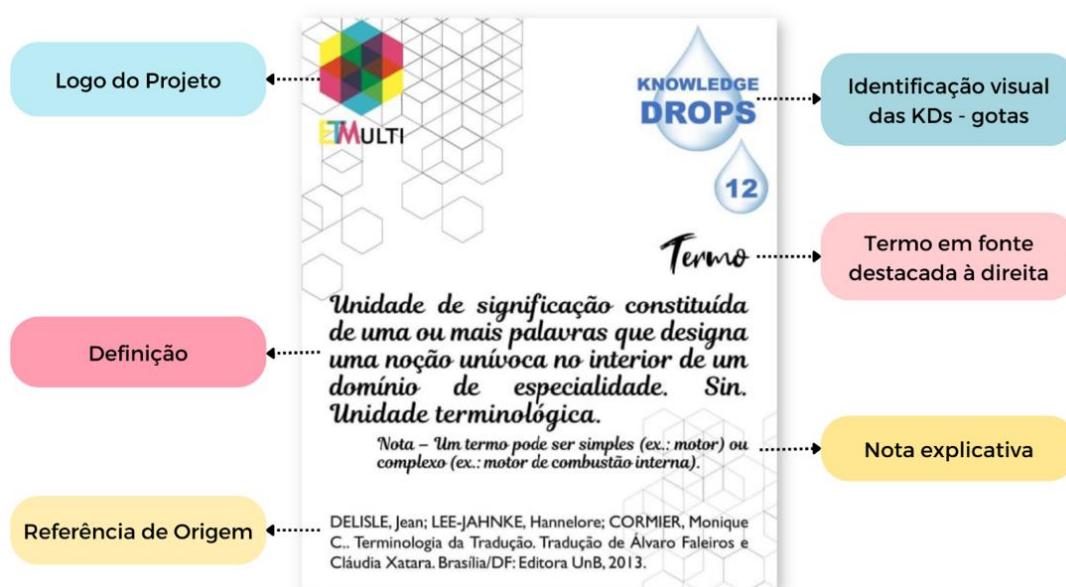 Logo do Projeto
ETMULTI
KNOWLEDGE
DROPS
12
Identificação visual
das KDs - gotas
Termo
Termo em fonte
destacada à direita
Definição
Unidade de significação constituída
de uma ou mais palavras que designa
uma noção unívoca no interior de um
domínio de especialidade. Sin.
Unidade terminológica.
Nota – Um termo pode ser simples (ex.: motor) ou
complexo (ex.: motor de combustão interna).
Nota explicativa
Referência de Origem
DELISLE, Jean; LEE-JAHNKE, Hannelore; CORMIER, Monique
C.. Terminologia da Tradução. Tradução de Álvaro Faleiros e
Cláudia Xatara. Brasília/DF: Editora UnB, 2013.